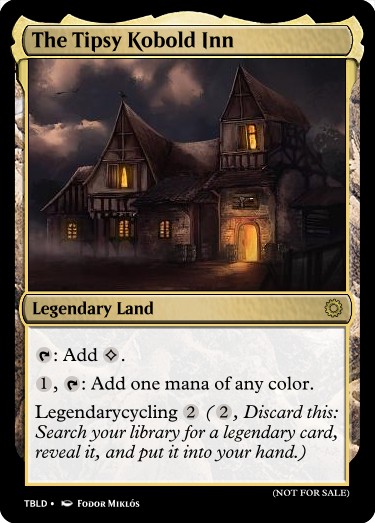 The Tipsy Kobold Inn
Legendary Land
: Add .
1, : Add one mana of any color.
Legendarycycling 2 (2, Discard this:
Search your library for a legendary card,
reveal it, and put it into your hand.)
(NOT FOR SALE)
TBLD • Fodor Miklós